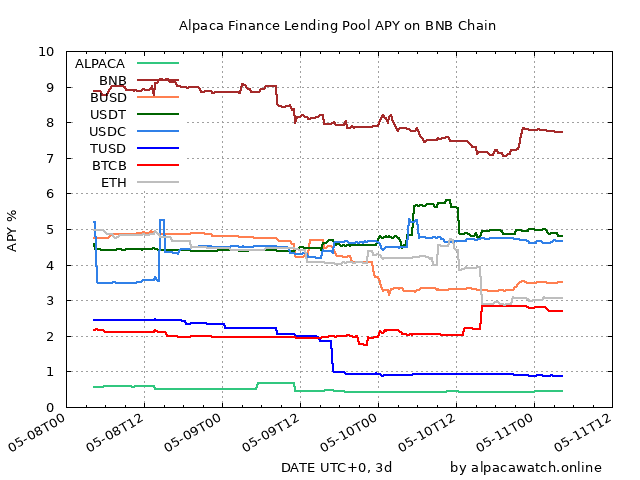 Alpaca Finance Lending Pool APY on BNB Chain
10
9
8
7
6
5
4
3
2
1
0
APY %
ALPACA
BNB
BUSD
USDT
USDC
TUSD
BTCB
ETH
05-08T00
05-08T12
05-09T00
05-09T12
05-10T00
05-10T12
05-11T00
05-11T12
DATE UTC+0, 3d
by alpacawatch.online